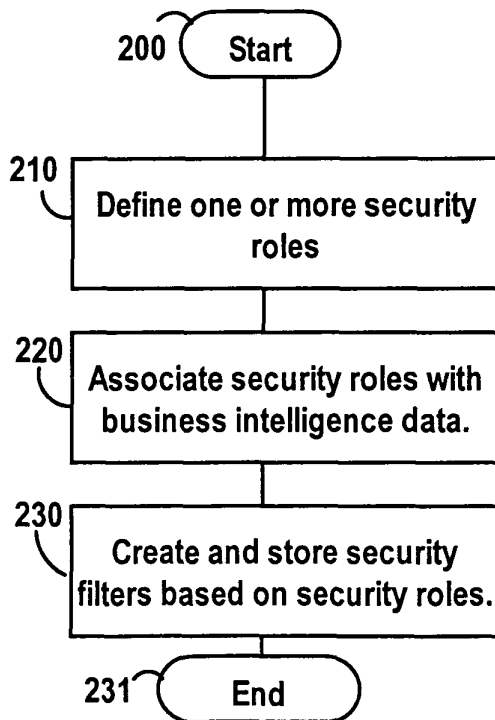 200
Start
210
Define one or more security
roles
220
Associate security roles with
business intelligence data.
230
Create and store security
filters based on security roles.
231
End